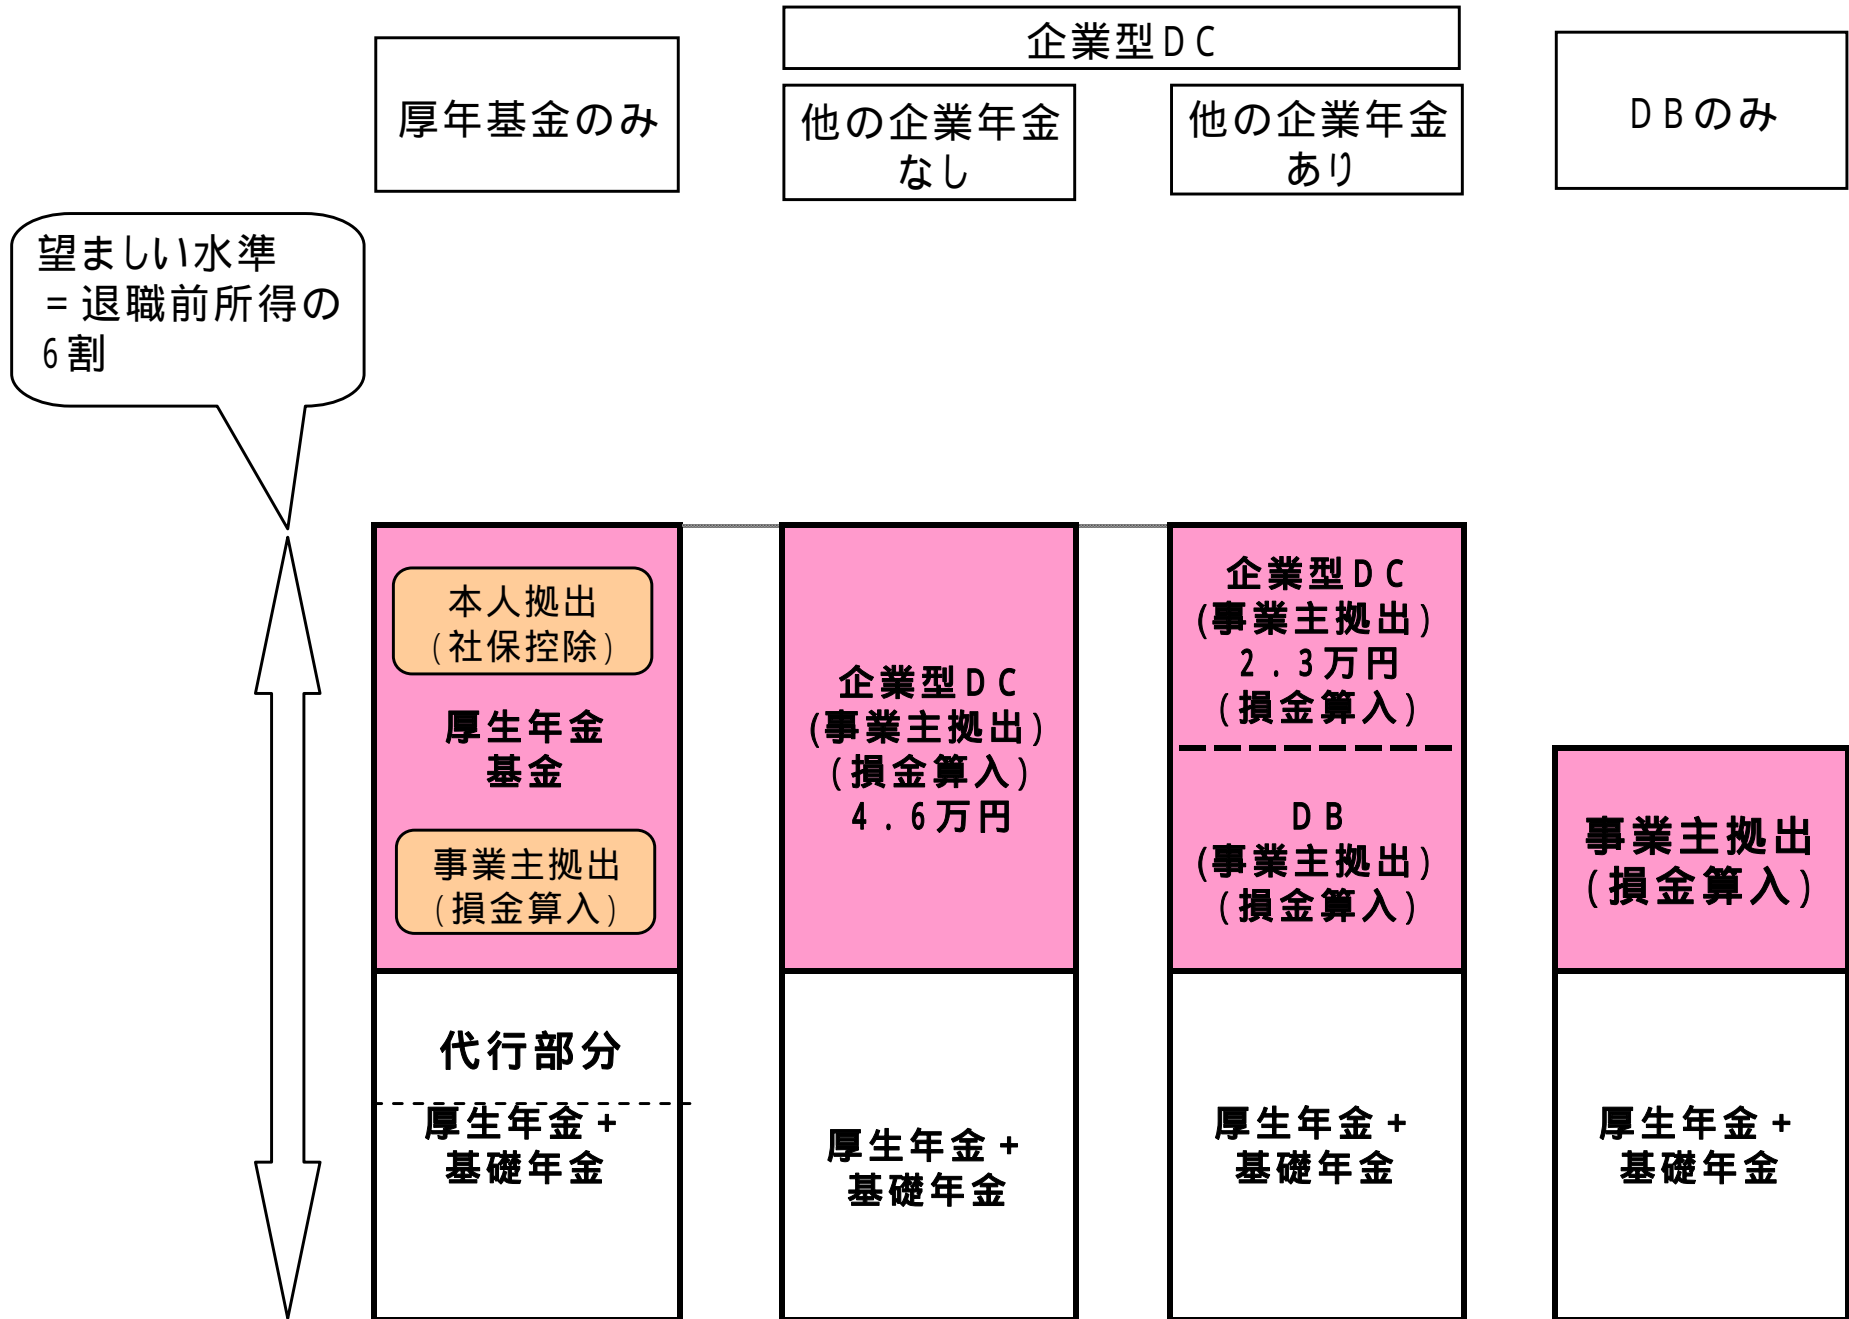 企業型DC
厚年基金のみ
他の企業年金
なし
他の企業年金
あり
DBのみ
望ましい水準
=退職前所得の
6割
本人拠出
(社保控除)
厚生年金
基金
事業主拠出
(損金算入)
代行部分
厚生年金+
基礎年金
企業型DC
(事業主拠出)
(損金算入)
4.6万円
厚生年金+
基礎年金
企業型DC
(事業主拠出)
2.3万円
(損金算入)
DB
(事業主拠出)
(損金算入)
厚生年金+
基礎年金
事業主拠出
(損金算入)
厚生年金+
基礎年金